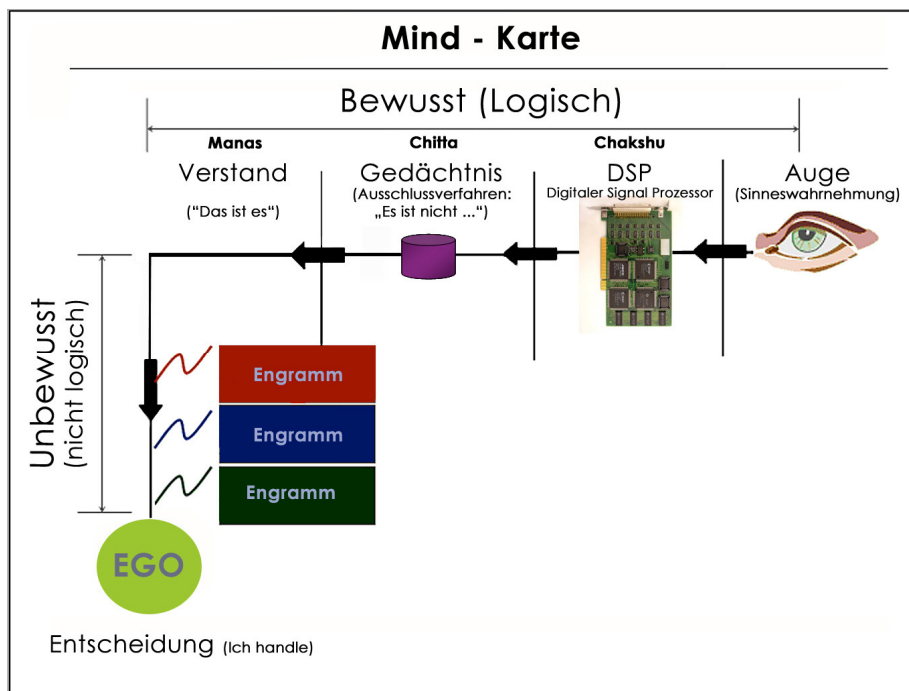 Mind - Karte
Bewusst (Logisch)
Manas
Chitta
Chakshu
Verstand
Gedächtnis
DSP
Auge
(Ausschlussverfahren:
Digitaler Signal Prozessor
(Sinneswahrnehmung)
("Das ist es")
„Es ist nicht ...")
Unbewusst
(nicht logisch)
Engramm
Engramm
Engramm
EGO
Entscheidung (Ich handle)